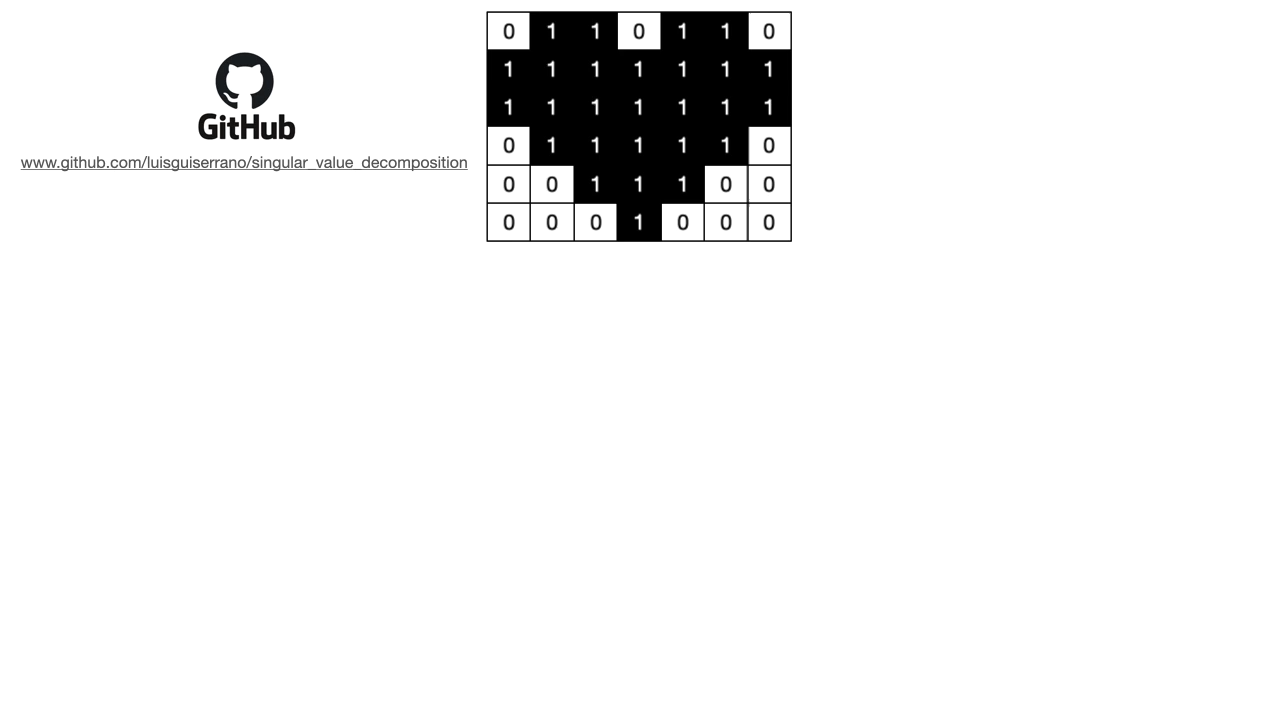 GitHub
www.github.com/luisguiserrano/singular_value_decomposition
0 1 1 0 1 1 0
1 1 1 1 1 1 1
1 1 1 1 1 1 1
0 1 1 1 1 1 0
0 0 1 1 1 0 0
0 0 0 1 0 0 0